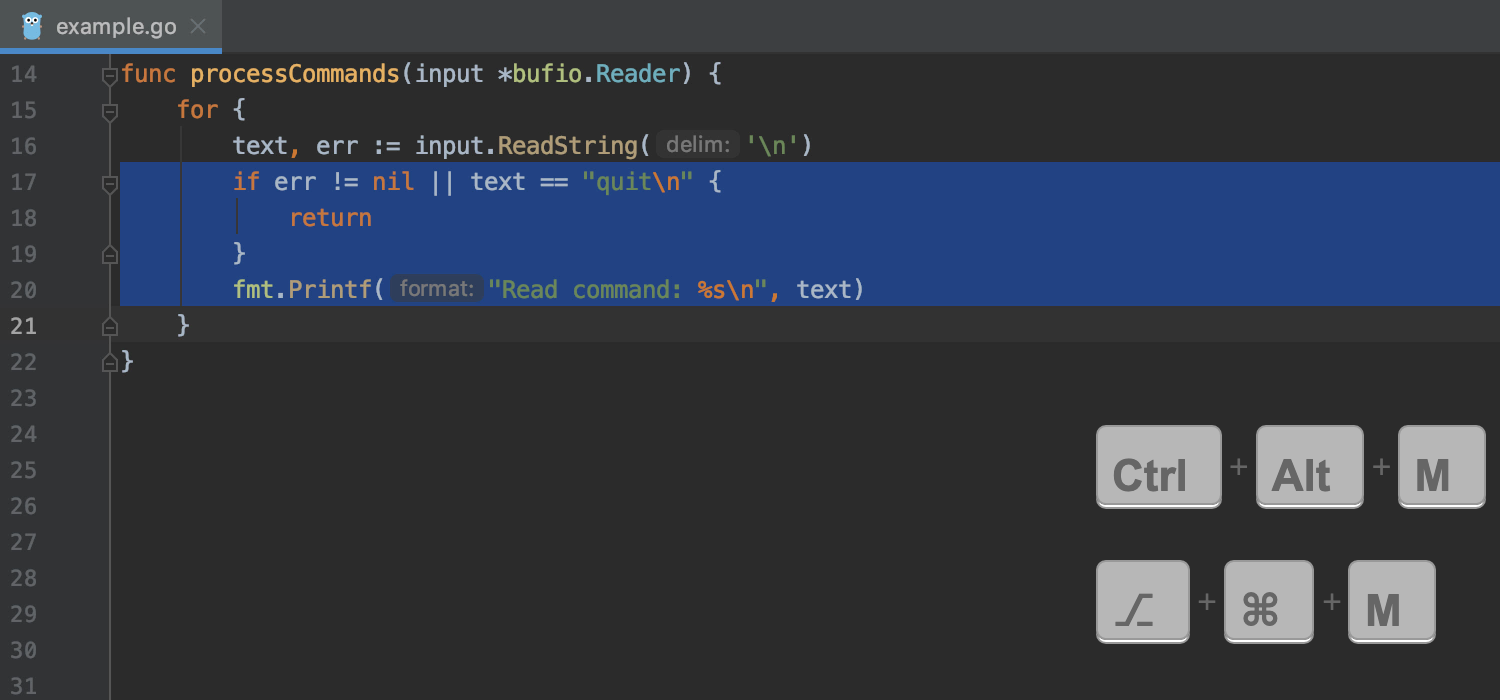 example.go
14 func processCommands(input *bufio.Reader) {
15 for {
16 text, err := input.ReadString( delim: '\n')
17 if err != nil || text == "quit\n" {
18 return
19 }
20 fmt.Printf( format: "Read command: %s\n", text)
21 }
22 }
23
24
25
26
27
28
29
30
31
Ctrl + Alt + M
⌥ + ⌘ + M